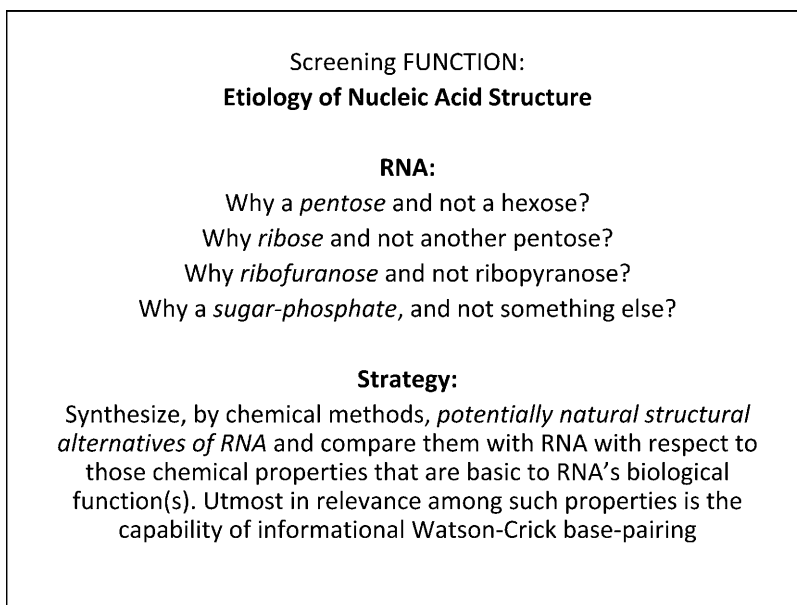 Screening FUNCTION:
Etiology of Nucleic Acid Structure
RNA:
Why a pentose and not a hexose?
Why ribose and not another pentose?
Why ribofuranose and not ribopyranose?
Why a sugar-phosphate, and not something else?
Strategy:
Synthesize, by chemical methods, potentially natural structural
alternatives of RNA and compare them with RNA with respect to
those chemical properties that are basic to RNA’s biological
function(s). Utmost in relevance among such properties is the
capability of informational Watson-Crick base-pairing